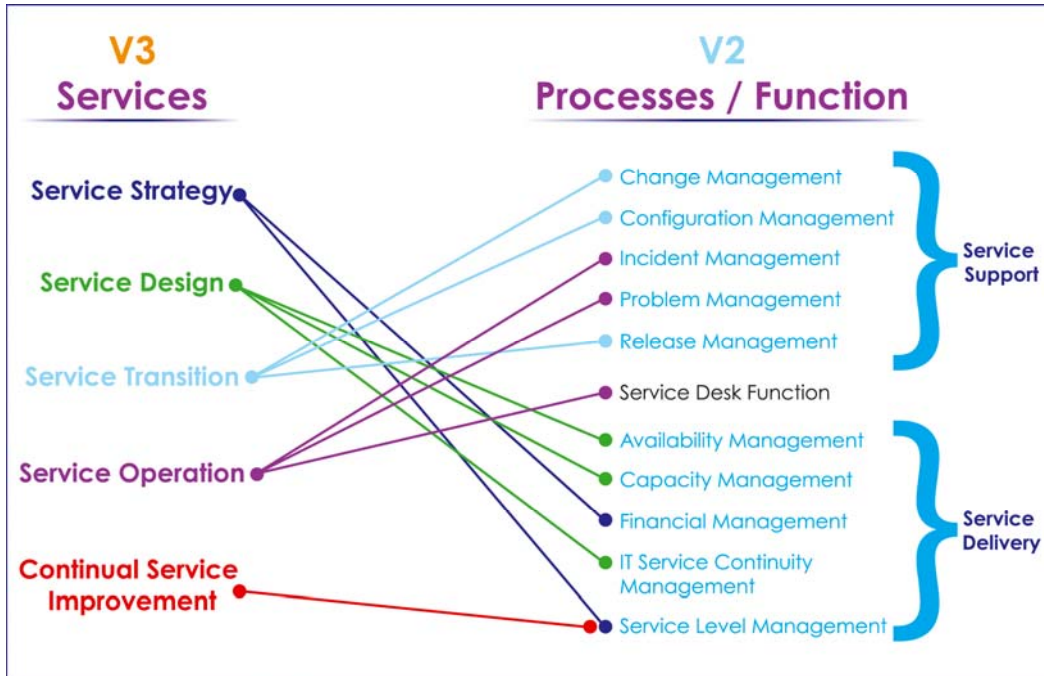 V3
Services
V2
Processes / Function
Service Strategy
Service Design
Service Transition
Service Operation
Continual Service
Improvement
Change Management
Configuration Management
Incident Management
Problem Management
Release Management
Service Desk Function
Availability Management
Capacity Management
Financial Management
IT Service Continuity
Management
Service Level Management
Service
Support
Service
Delivery